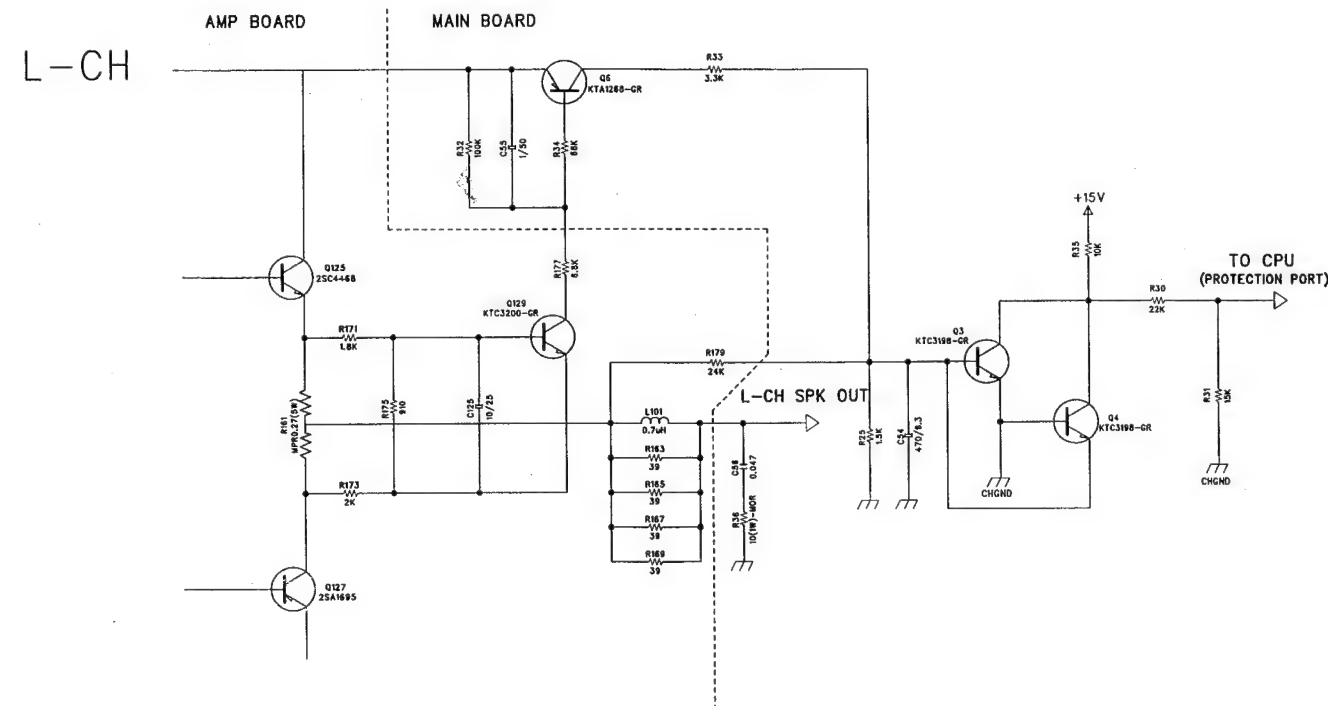 AMP BOARD
MAIN BOARD
L-CH
R33
3.3K
Q6
KTA1268-GR
R32
100K
C55
1/50
R34
68K
+15V
R35
10K
TO CPU
(PROTECTION PORT)
R30
22K
Q125
2SC4468
R177
6.8K
Q129
KTC3200-GR
R171
1.8K
Q3
KTC3198-GR
R179
24K
R175
910
C125
10/25
L-CH SPK OUT
R161
MPR0.27(5W)
L101
0.7uH
R25
1.5K
C54
470/6.3
Q4
KTC3198-GR
R31
15K
R163
39
C58
0.047
R173
2K
R165
39
CHGND
CHGND
R36
10(1W)-MOR
R167
39
R169
39
Q127
2SA1695